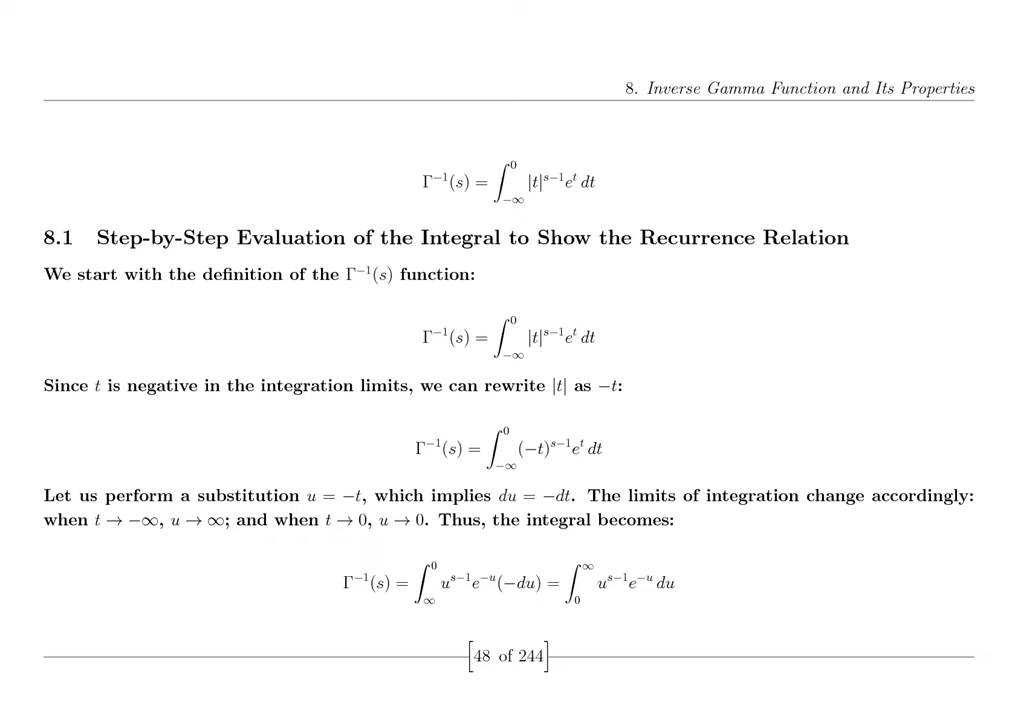 8. Inverse Gamma Function and Its Properties
Γ⁻¹(s) = ∫_{−∞}^{0} |t|^{s−1} e^{t} dt
8.1 Step-by-Step Evaluation of the Integral to Show the Recurrence Relation
We start with the definition of the Γ⁻¹(s) function:
Γ⁻¹(s) = ∫_{−∞}^{0} |t|^{s−1} e^{t} dt
Since t is negative in the integration limits, we can rewrite |t| as −t:
Γ⁻¹(s) = ∫_{−∞}^{0} (−t)^{s−1} e^{t} dt
Let us perform a substitution u = −t, which implies du = −dt. The limits of integration change accordingly:
when t → −∞, u → ∞; and when t → 0, u → 0. Thus, the integral becomes:
Γ⁻¹(s) = ∫_{∞}^{0} u^{s−1} e^{−u} (−du) = ∫_{0}^{∞} u^{s−1} e^{−u} du
[48 of 244]